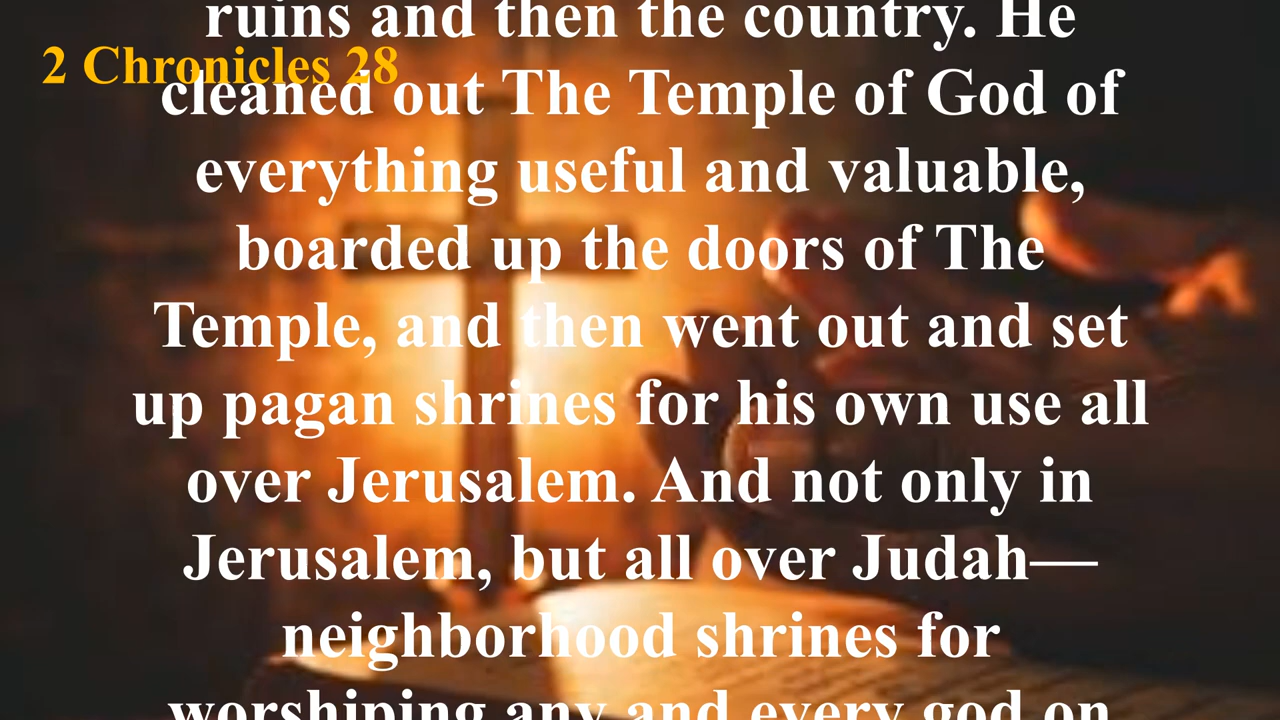 ruins and then the country. He
2 Chronicles 28
cleaned out The Temple of God of
everything useful and valuable,
boarded up the doors of The
Temple, and then went out and set
up pagan shrines for his own use all
over Jerusalem. And not only in
Jerusalem, but all over Judah—
neighborhood shrines for
worshiping any and every god on